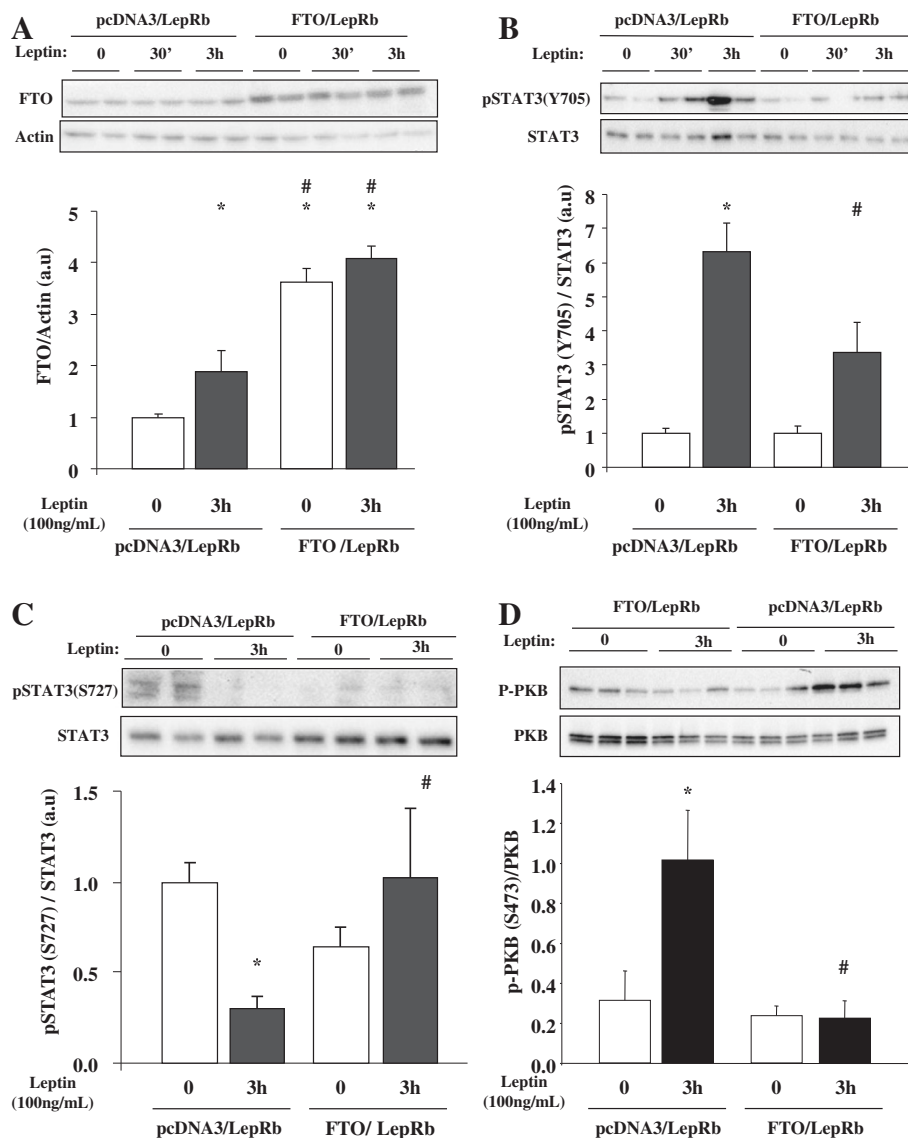 A
pcDNA3/LepRb FTO/LepRb
Leptin: 0 30’ 3h 0 30’ 3h
FTO
Actin
# #
* * *
5
4
3
2
1
0
FTO/Actin (a.u)
Leptin 0 3h 0 3h
(100ng/mL)
pcDNA3/LepRb FTO /LepRb
B
pcDNA3/LepRb FTO/LepRb
Leptin: 0 30’ 3h 0 30’ 3h
pSTAT3(Y705)
STAT3
* #
8
7
6
5
4
3
2
1
0
pSTAT3 (Y705) / STAT3 (a.u)
Leptin 0 3h 0 3h
(100ng/mL)
pcDNA3/LepRb FTO/LepRb
C
pcDNA3/LepRb FTO/LepRb
Leptin: 0 3h 0 3h
pSTAT3(S727)
STAT3
#
1.5
1.0
0.5
0.0
*
pSTAT3 (S727) / STAT3 (a.u)
Leptin 0 3h 0 3h
(100ng/mL)
pcDNA3/LepRb FTO/ LepRb
D
FTO/LepRb pcDNA3/LepRb
Leptin: 0 3h 0 3h
P-PKB
PKB
1.4
1.2
1.0
0.8
0.6
0.4
0.2
0.0
*
#
p-PKB (S473)/PKB
Leptin 0 3h 0 3h
(100ng/mL)
pcDNA3/LepRb FTO/LepRb